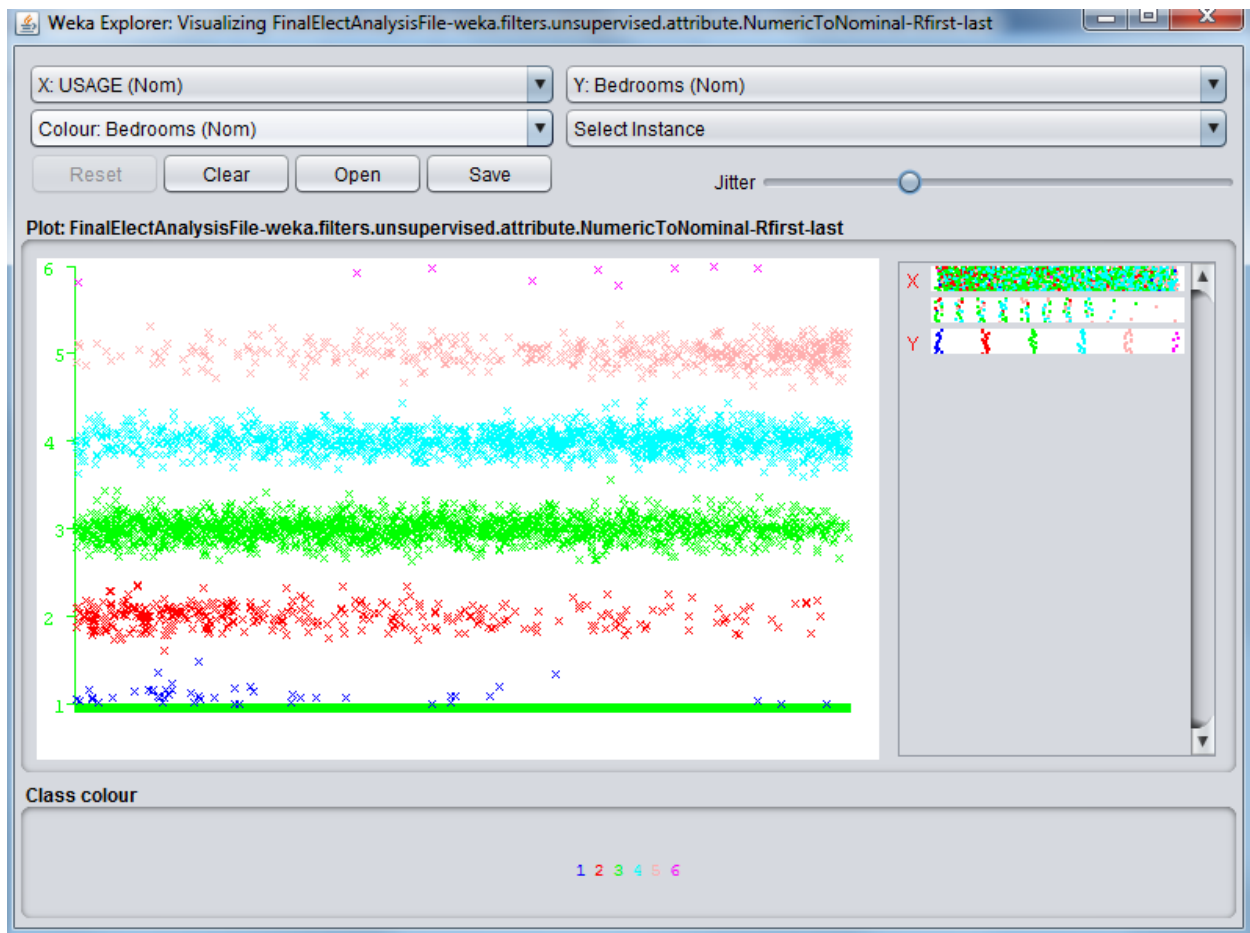 Weka Explorer: Visualizing FinalElectAnalysisFile-weka.filters.unsupervised.attribute.NumericToNominal-Rfirst-last
X: USAGE (Nom) Y: Bedrooms (Nom)
Colour: Bedrooms (Nom) Select Instance
Reset Clear Open Save Jitter
Plot: FinalElectAnalysisFile-weka.filters.unsupervised.attribute.NumericToNominal-Rfirst-last
6
X
5
Y
4
3
2
1
Class colour
1 2 3 4 5 6